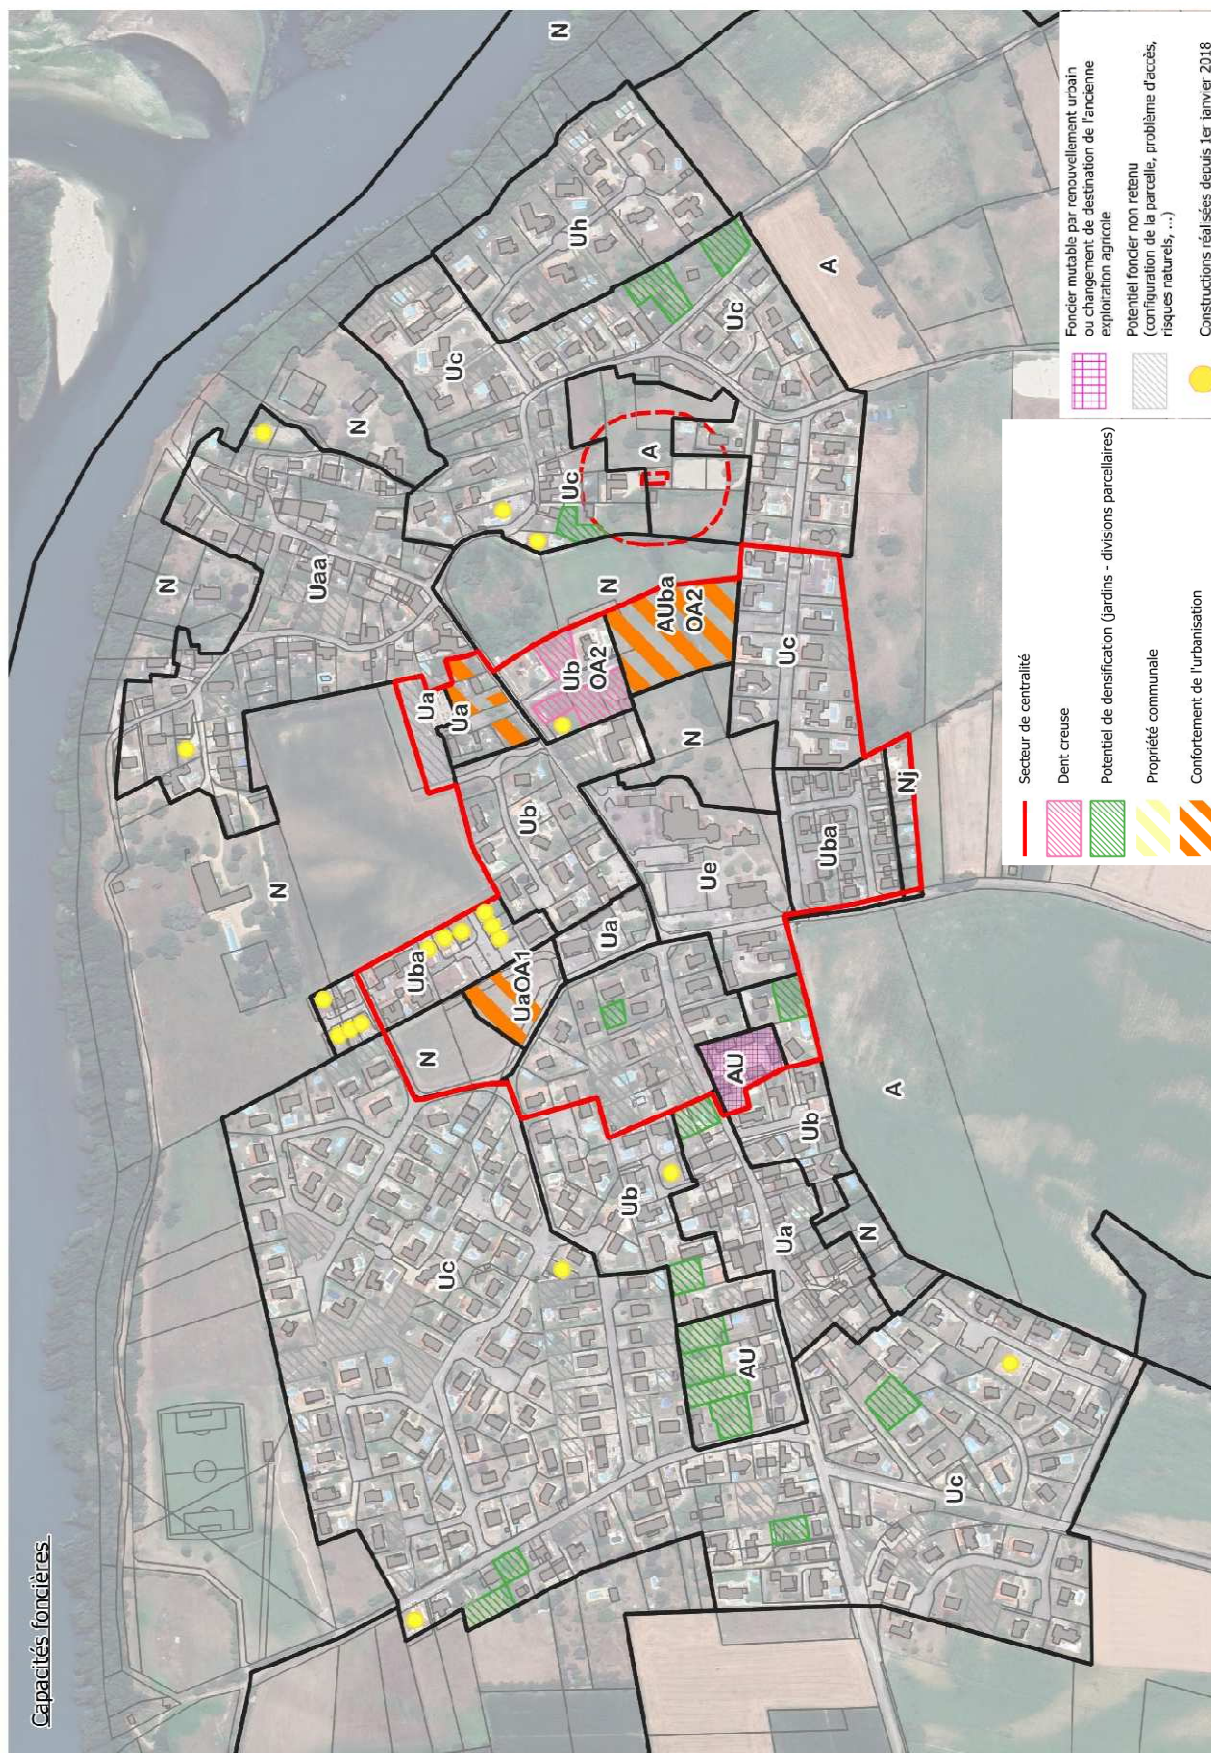 Capacités foncières
N
N
N
N
N
N
N
N
N
Uh
Uc
Uc
Uc
Uc
Uc
Uc
A
A
A
Uaa
Ua
Ua
Ua
Ua
Ub
OA2
AUba
OA2
Ub
Ub
Ub
Ue
Uba
Uba
UaOA1
Nj
AU
AU
Secteur de centralité
Dent creuse
Potentiel de densification (jardins - divisions parcellaires)
Propriété communale
Confortement de l'urbanisation
Foncier mutable par renouvellement urbain
ou changement de destination de l'ancienne
exploitation agricole
Potentiel foncier non retenu
(configuration de la parcelle, problème d'accès,
risques naturels, ...)
Constructions réalisées depuis 1er janvier 2018